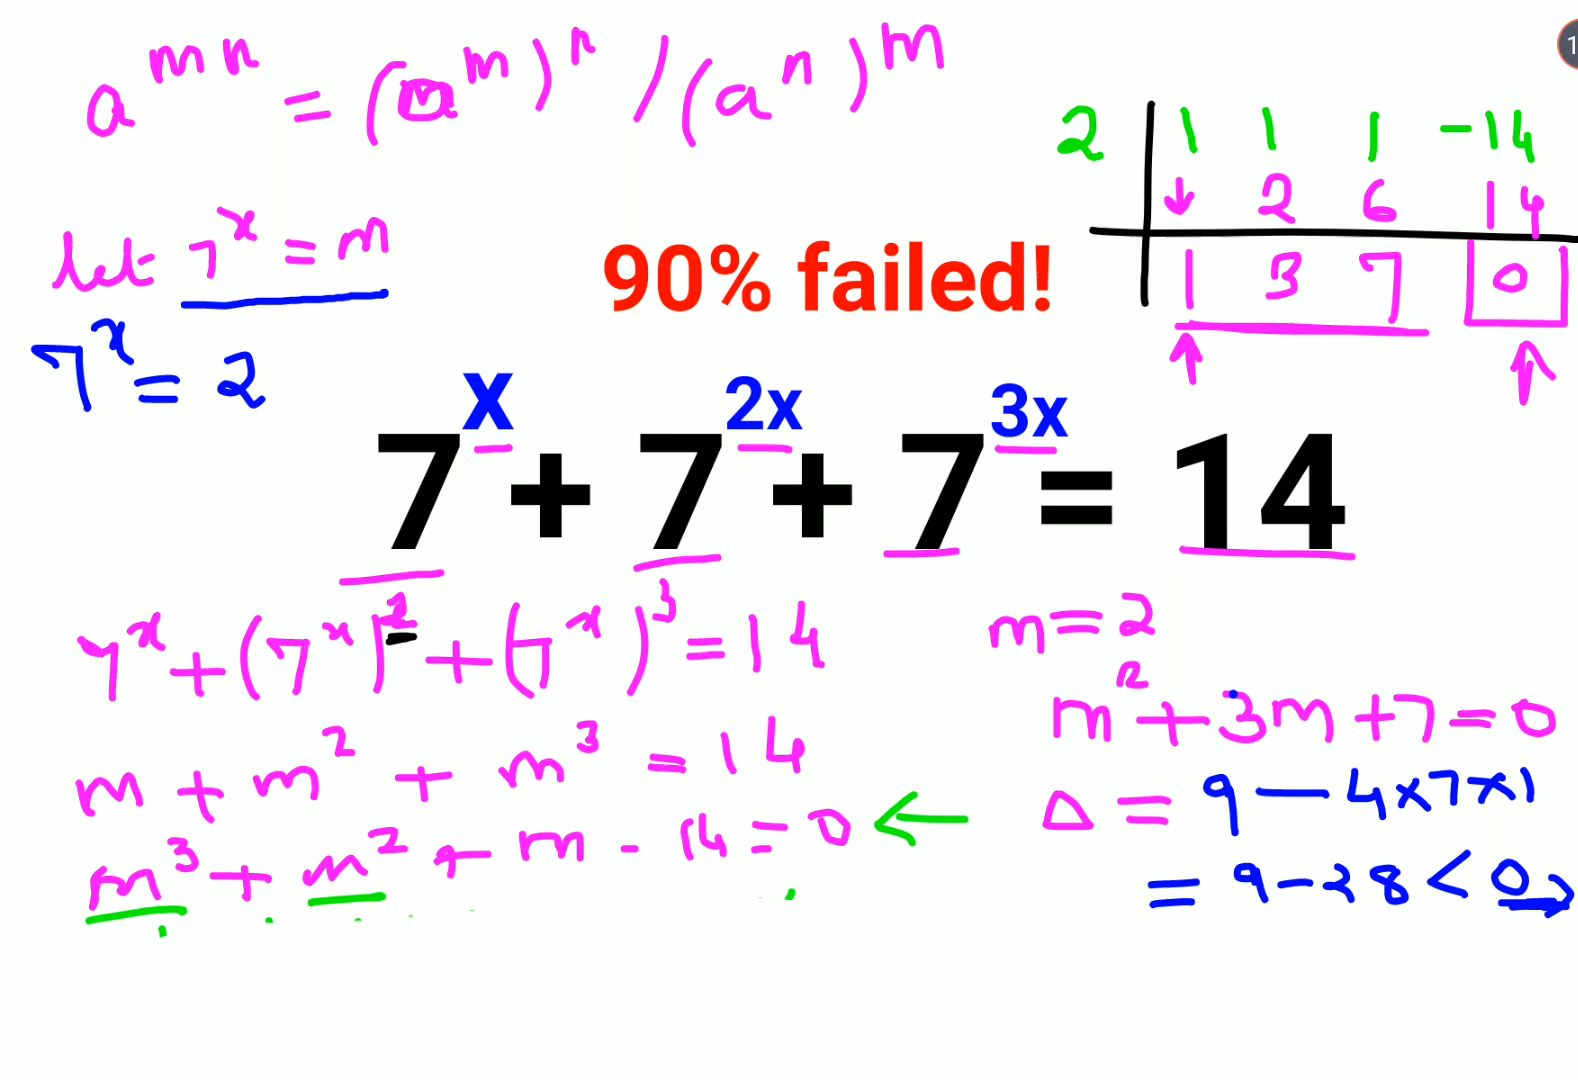 a^{mn} = (a^m)^n / (a^n)^m
1
2 | 1 1 1 -14
↓ 2 6 14
1 3 7 0
let 7^x = m
90% failed!
7^x = 2
7^x + 7^{2x} + 7^{3x} = 14
7^x + (7^x)^2 + (7^x)^3 = 14
m + m^2 + m^3 = 14
m^3 + m^2 + m - 14 = 0 ←
m = 2
m^2 + 3m + 7 = 0
Δ = 9 - 4×7×1
= 9 - 28 < 0 →